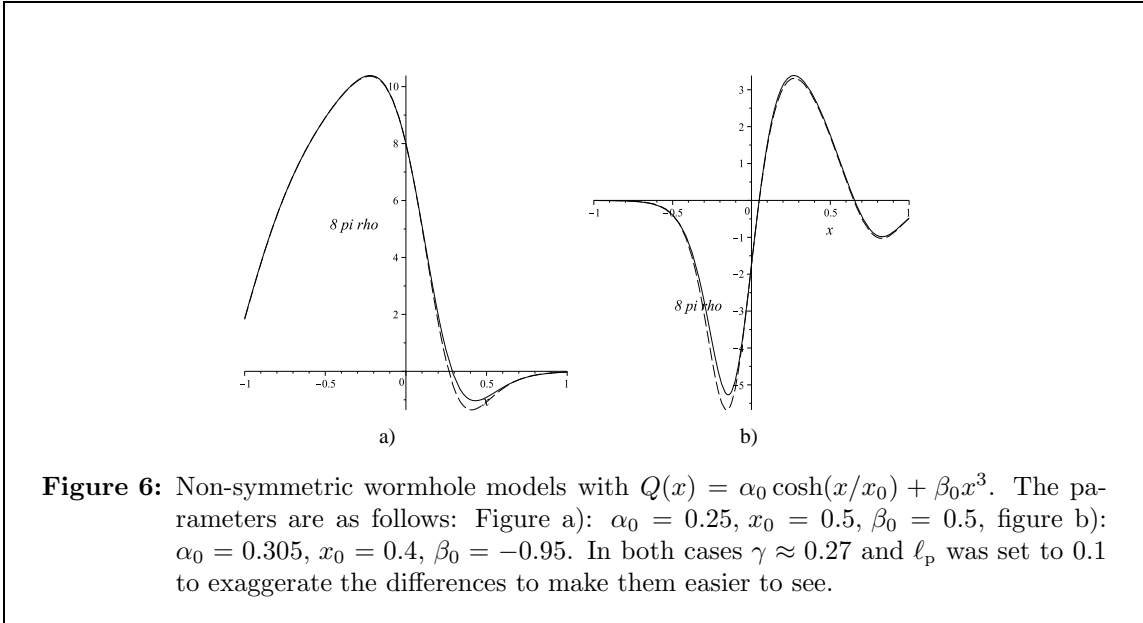 10
8
6
8 pi rho
4
2
-1
-0.5
0
0.5
1
a)
3
2
1
-1
-0.5
0
0.5
1
x
-1
-2
8 pi rho
-3
-4
-5
b)
Figure 6: Non-symmetric wormhole models with Q(x) = α₀ cosh(x/x₀) + β₀x³. The pa-
rameters are as follows: Figure a): α₀ = 0.25, x₀ = 0.5, β₀ = 0.5, figure b):
α₀ = 0.305, x₀ = 0.4, β₀ = −0.95. In both cases γ ≈ 0.27 and ℓₚ was set to 0.1
to exaggerate the differences to make them easier to see.